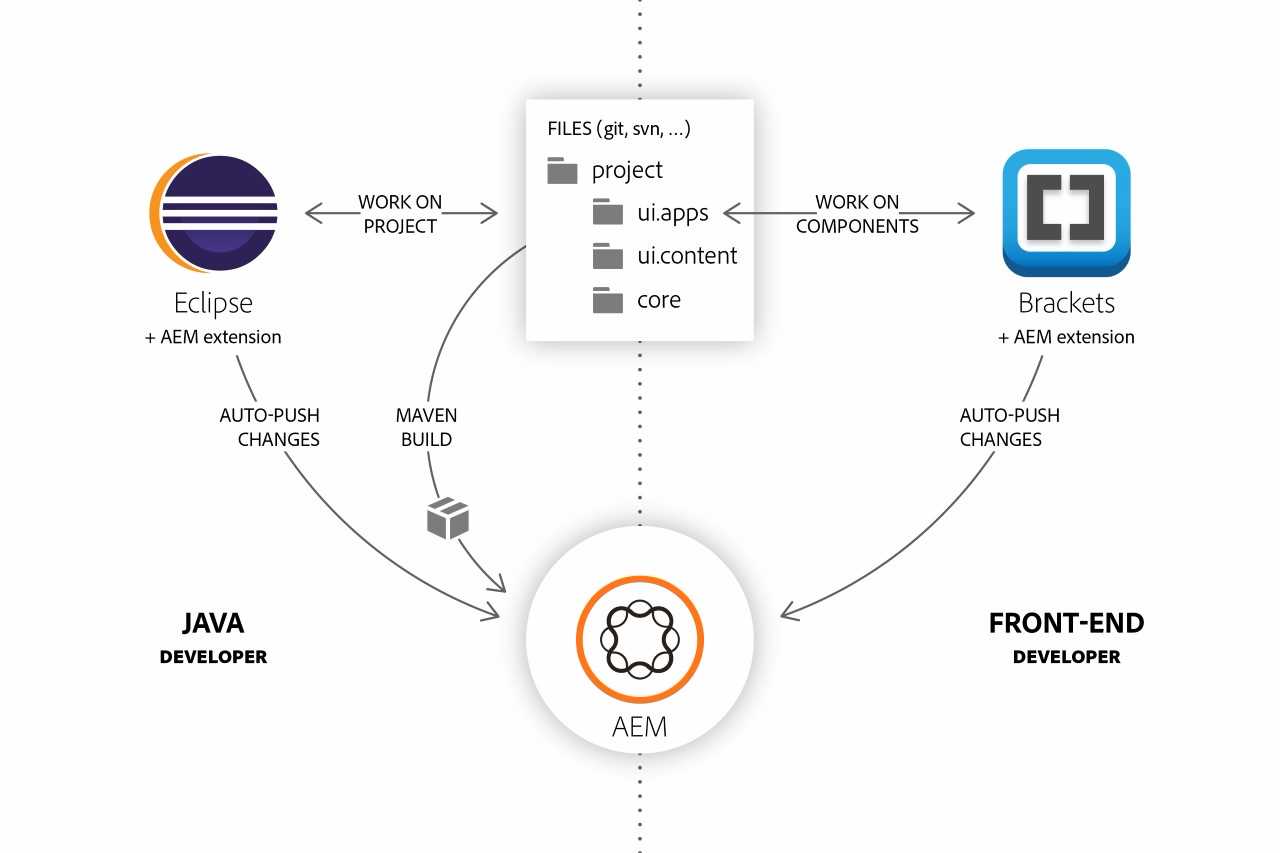 FILES (git, svn, ...)
project
ui.apps
ui.content
core
WORK ON
PROJECT
WORK ON
COMPONENTS
Eclipse
+ AEM extension
Brackets
+ AEM extension
AUTO-PUSH
CHANGES
MAVEN
BUILD
AUTO-PUSH
CHANGES
JAVA
DEVELOPER
FRONT-END
DEVELOPER
AEM